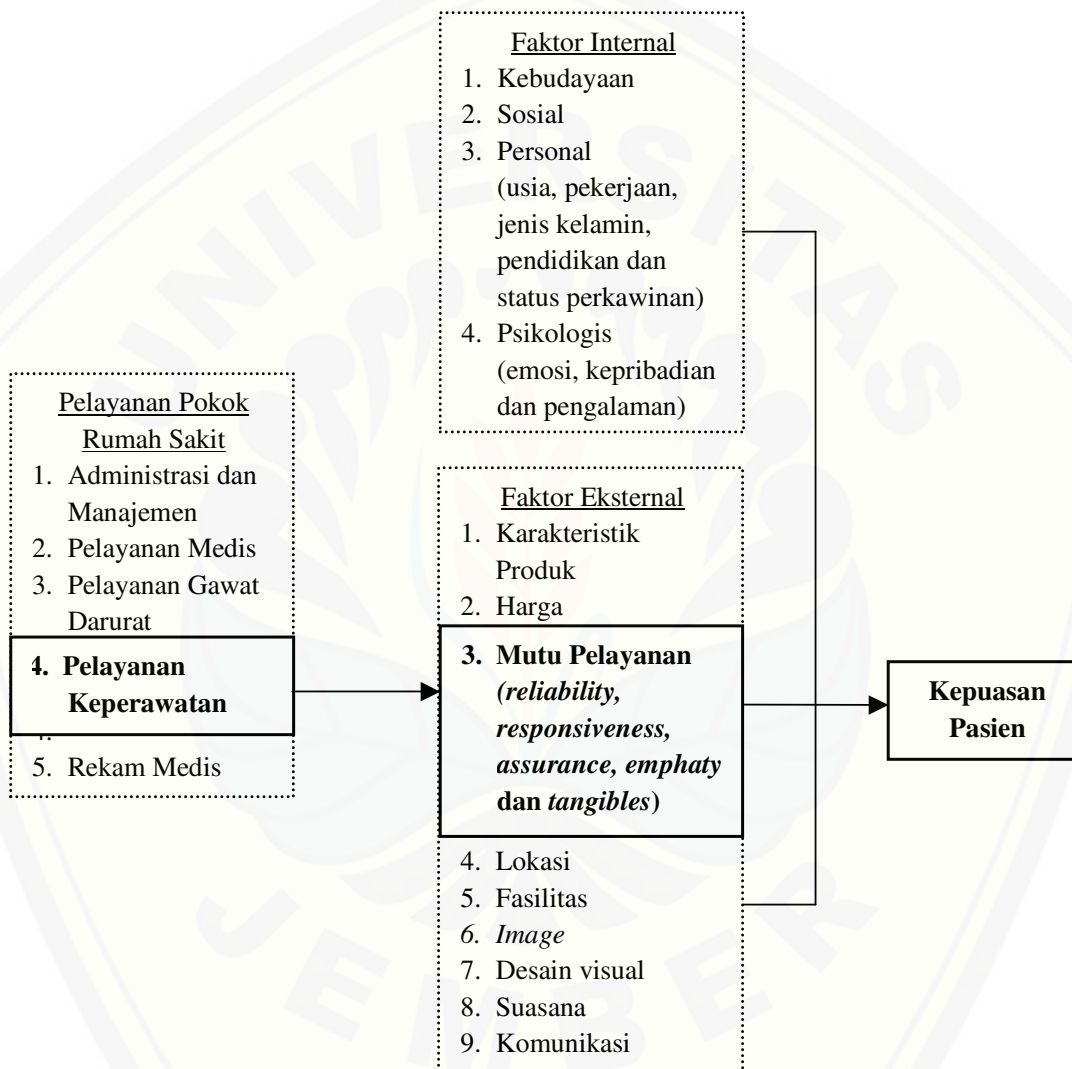 Faktor Internal
1. Kebudayaan
2. Sosial
3. Personal
(usia, pekerjaan,
jenis kelamin,
pendidikan dan
status perkawinan)
4. Psikologis
(emosi, kepribadian
dan pengalaman)
Pelayanan Pokok
Rumah Sakit
1. Administrasi dan
Manajemen
2. Pelayanan Medis
3. Pelayanan Gawat
Darurat
4. Pelayanan
Keperawatan
5. Rekam Medis
Faktor Eksternal
1. Karakteristik
Produk
2. Harga
3. Mutu Pelayanan
(reliability,
responsiveness,
assurance, emphaty
dan tangibles)
4. Lokasi
5. Fasilitas
6. Image
7. Desain visual
8. Suasana
9. Komunikasi
Kepuasan
Pasien
UNIVERSITAS
JEMBER